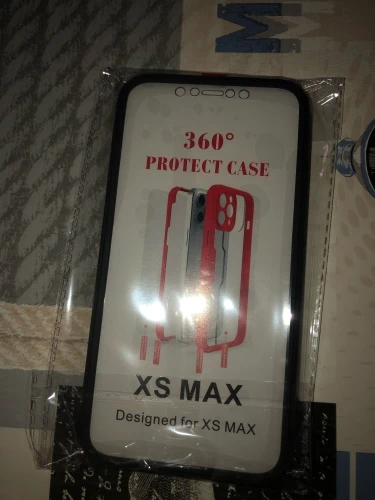 360°
PROTECT CASE
XS MAX
Designed for XS MAX